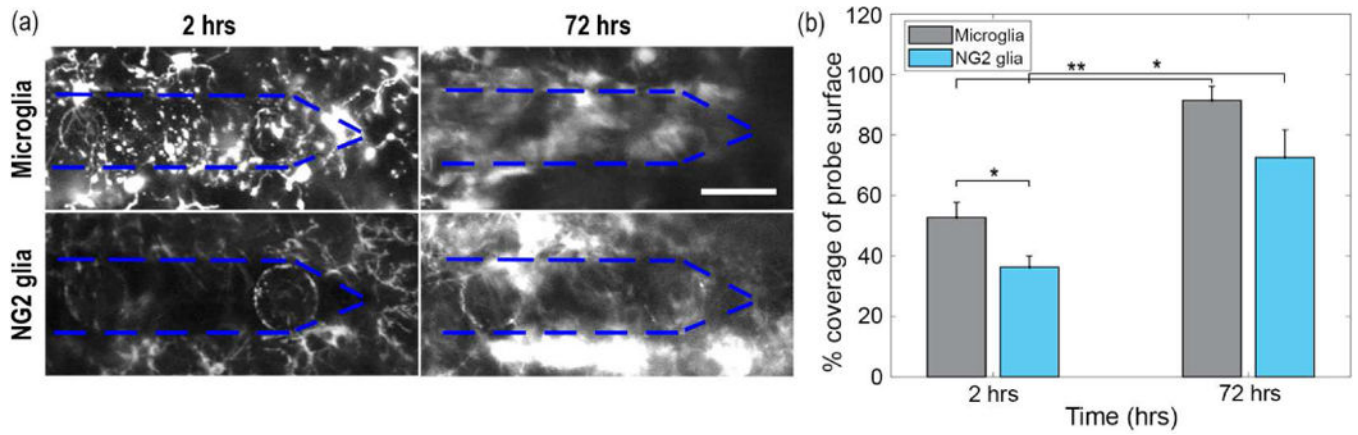 (a)
2 hrs
72 hrs
Microglia
NG2 glia
(b)
120
100
80
60
40
20
0
% coverage of probe surface
Microglia
NG2 glia
**
*
*
2 hrs
72 hrs
Time (hrs)